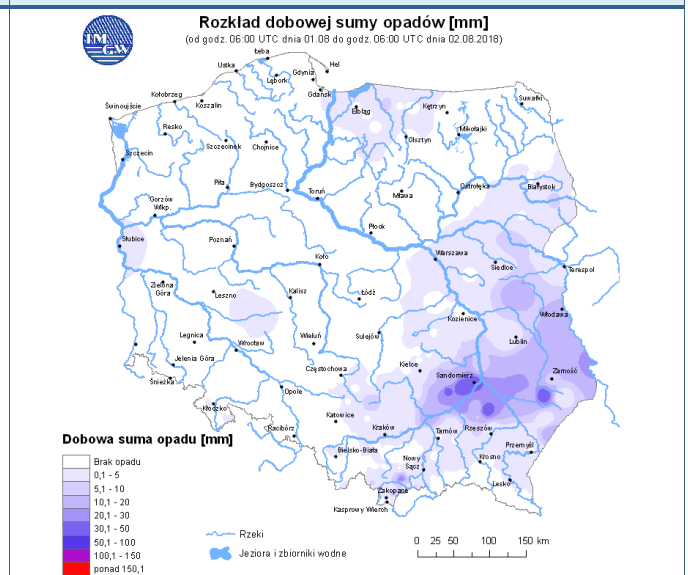 Rozkład dobowej sumy opadów [mm]
(od godz. 06:00 UTC dnia 01.08 do godz. 06:00 UTC dnia 02.08.2018)
IM
GW
Łeba
Ustka
Hel
Lębork
Gdynia
Gdańsk
Kołobrzeg
Koszalin
Świnoujście
Elbląg
Kętrzyn
Suwałki
Resko
Mikołajki
Olsztyn
Szczecinek
Chojnice
Szczecin
Piła
Bydgoszcz
Toruń
Mława
Ostrołęka
Białystok
Gorzów
Wlkp.
Płock
Słubice
Poznań
Koło
Warszawa
Siedlce
Terespol
Zielona
Góra
Leszno
Kalisz
Łódź
Kozienice
Włodawa
Legnica
Wrocław
Wieluń
Sulejów
Lublin
Jelenia Góra
Częstochowa
Kielce
Sandomierz
Zamość
Śnieżka
Opole
Kłodzko
Katowice
Racibórz
Kraków
Tarnów
Rzeszów
Przemyśl
Bielsko-Biała
Nowy
Sącz
Krosno
Lesko
Zakopane
Kasprowy Wierch
Dobowa suma opadu [mm]
Brak opadu
0,1 - 5
5,1 - 10
10,1 - 20
20,1 - 30
30,1 - 50
50,1 - 100
100,1 - 150
ponad 150,1
Rzeki
Jeziora i zbiorniki wodne
0 25 50 100 150 km